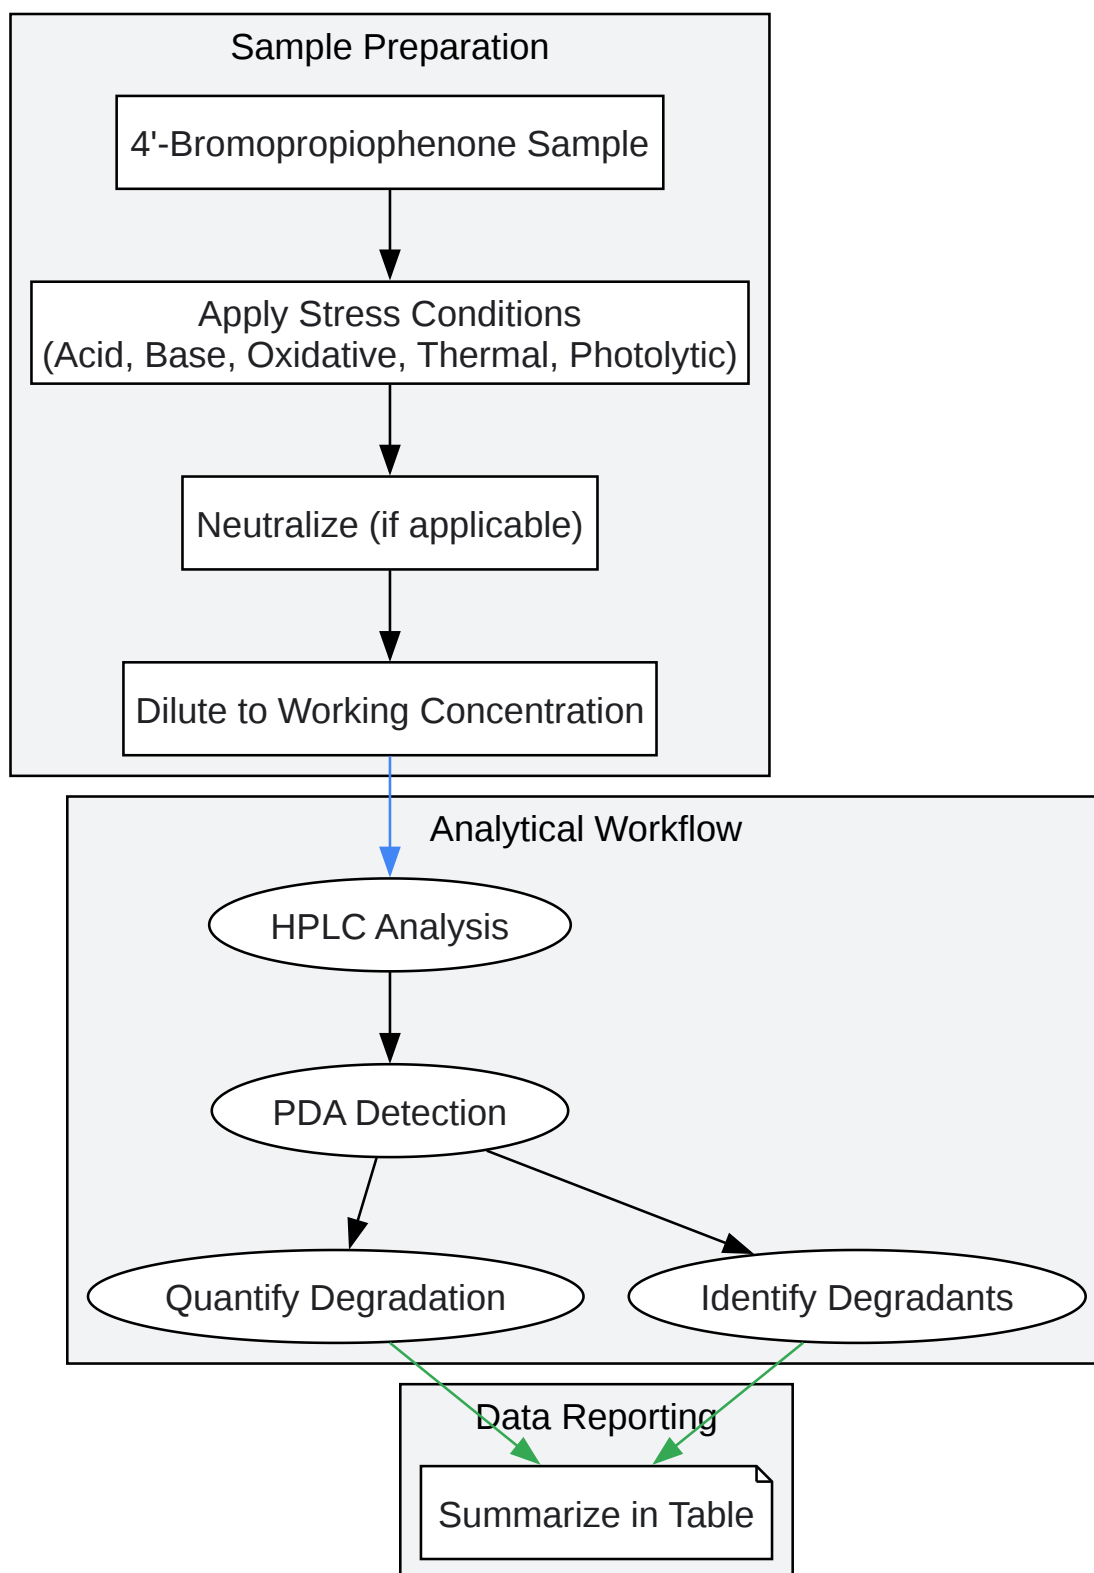 Sample Preparation
4'-Bromopropiophenone Sample
Apply Stress Conditions
(Acid, Base, Oxidative, Thermal, Photolytic)
Neutralize (if applicable)
Dilute to Working Concentration
Analytical Workflow
HPLC Analysis
PDA Detection
Quantify Degradation
Identify Degradants
Data Reporting
Summarize in Table